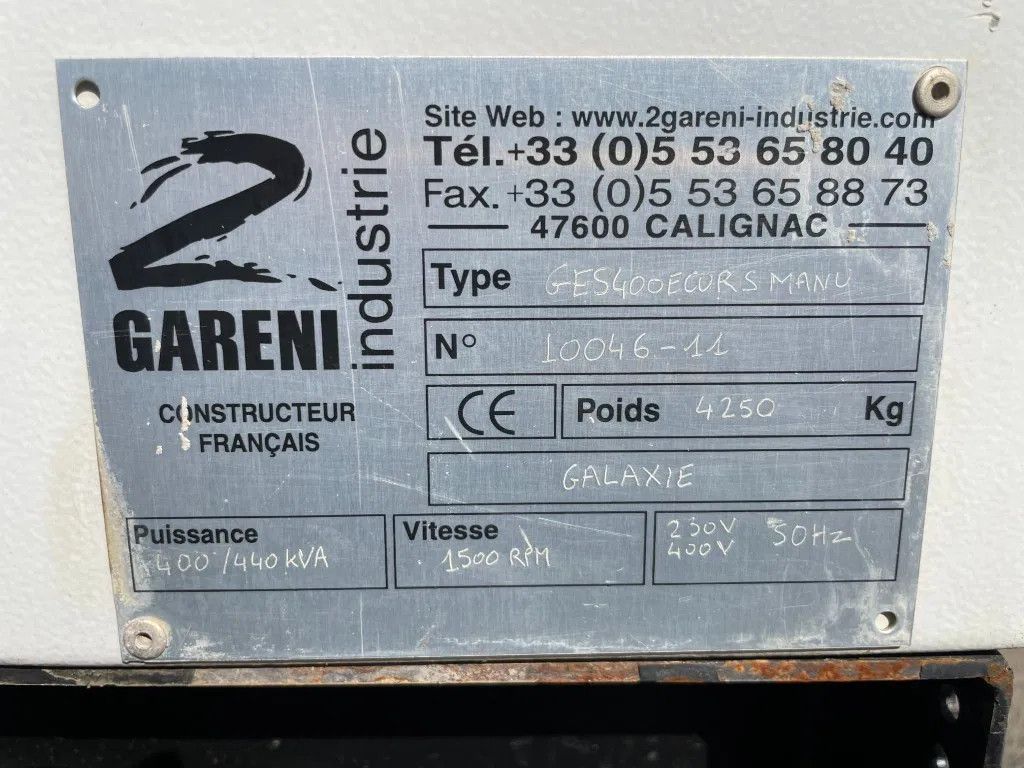 2
GARENI
industrie
CONSTRUCTEUR
FRANÇAIS
Site Web : www.2gareni-industrie.com
Tél.+33 (0)5 53 65 80 40
Fax. +33 (0)5 53 65 88 73
47600 CALIGNAC
Type GES400ECORS MANU
N° 10046-11
CE Poids 4250 Kg
GALAXIE
Puissance
400/440 kVA
Vitesse
1500 RPM
230V
400V 50Hz